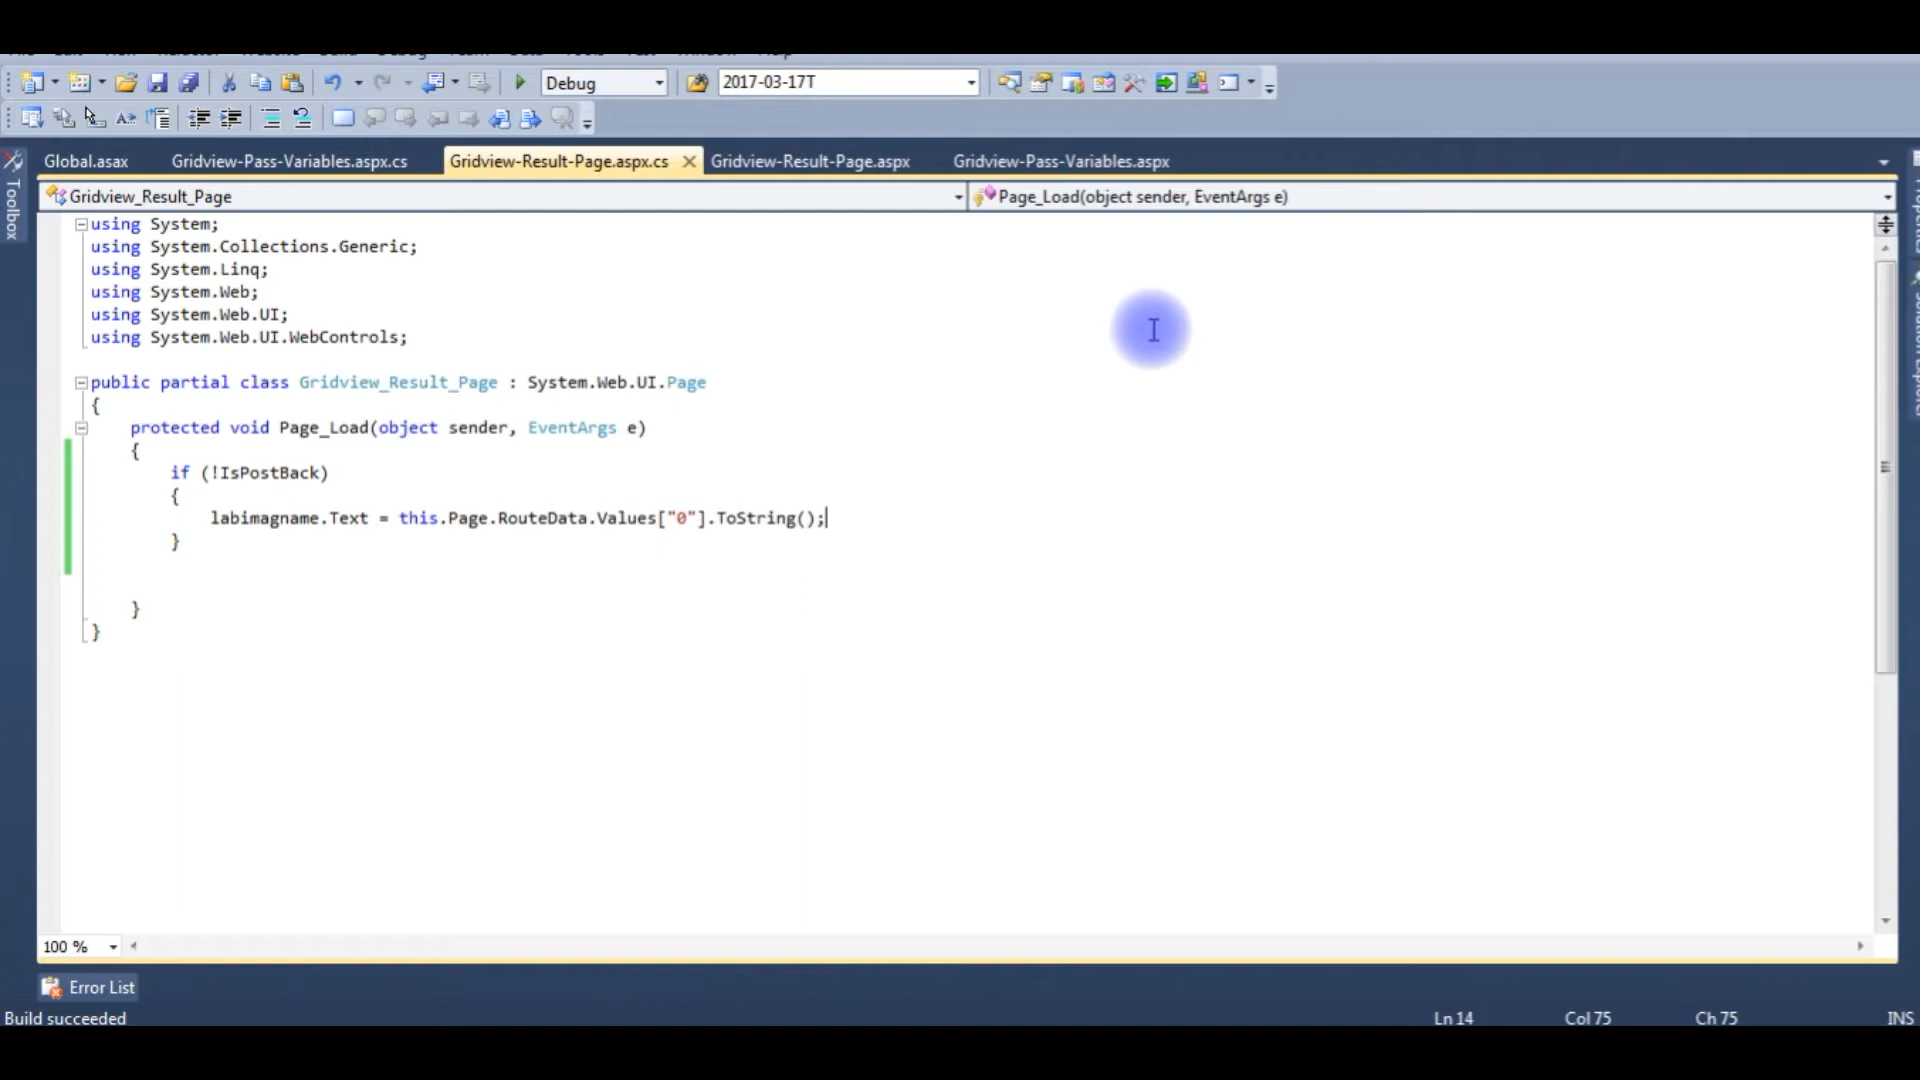 Debug
2017-03-17T
Global.asax Gridview-Pass-Variables.aspx.cs Gridview-Result-Page.aspx.cs Gridview-Result-Page.aspx Gridview-Pass-Variables.aspx
Toolbox
Gridview_Result_Page Page_Load(object sender, EventArgs e)
using System;
using System.Collections.Generic;
using System.Linq;
using System.Web;
using System.Web.UI;
using System.Web.UI.WebControls;
public partial class Gridview_Result_Page : System.Web.UI.Page
{
protected void Page_Load(object sender, EventArgs e)
{
if (!IsPostBack)
{
labimagname.Text = this.Page.RouteData.Values["0"].ToString();
}
}
}
100 %
Error List
Build succeeded Ln 14 Col 75 Ch 75 INS